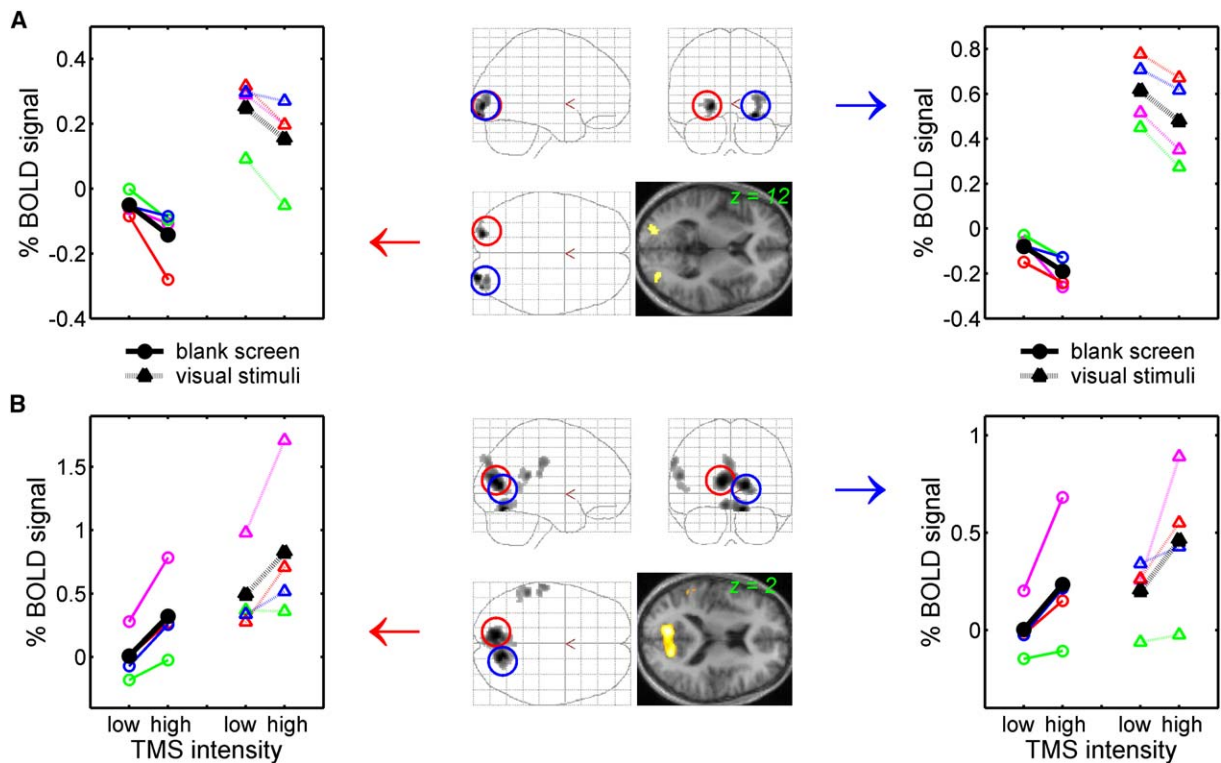 A
% BOLD signal
0.4
0.2
0
-0.2
-0.4
blank screen
visual stimuli
z = 12
% BOLD signal
0.8
0.6
0.4
0.2
0
-0.2
-0.4
blank screen
visual stimuli
B
% BOLD signal
1.5
1
0.5
0
low high low high
TMS intensity
z = 2
% BOLD signal
1
0.5
0
low high low high
TMS intensity